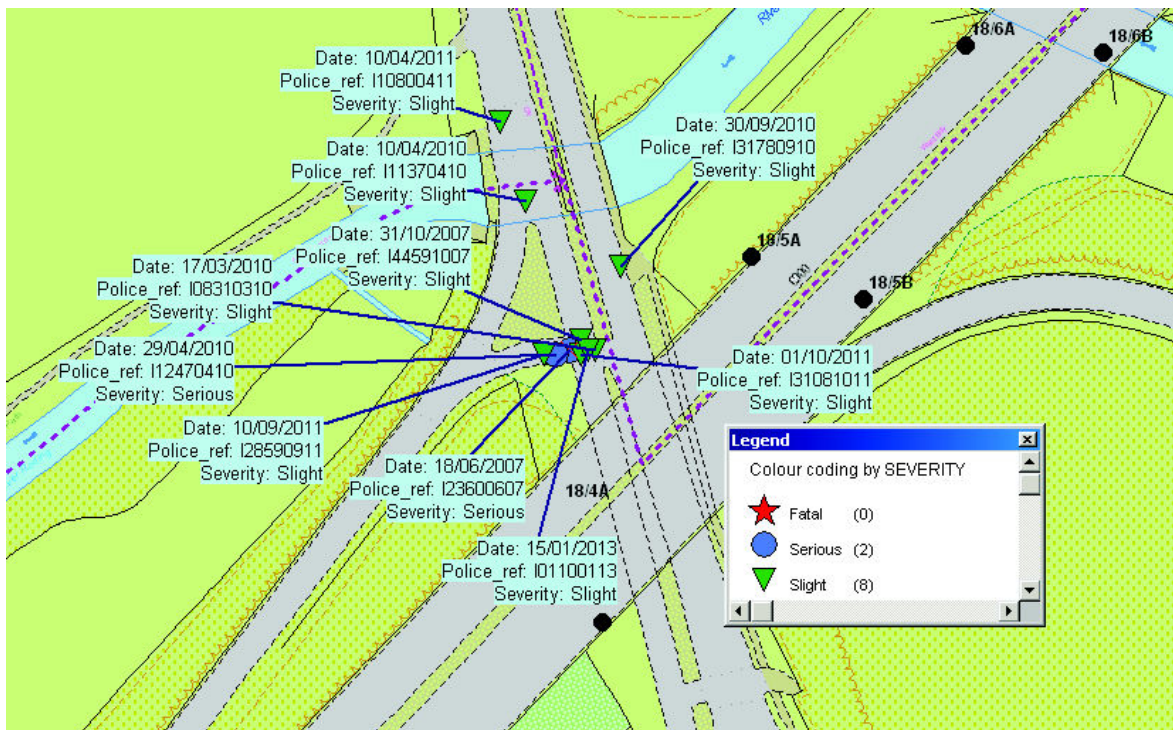 18/6A
18/6B
Date: 10/04/2011
Police_ref: I10800411
Severity: Slight
Date: 30/09/2010
Police_ref: I31780910
Severity: Slight
Date: 10/04/2010
Police_ref: I11370410
Severity: Slight
31/10/2007
Police_ref: I44591007
Severity: Slight
18/5A
18/5B
Date: 17/03/2010
Police_ref: I08310310
Severity: Slight
Date: 29/04/2010
Police_ref: I12470410
Severity: Serious
Date: 01/10/2011
Police_ref: I31081011
Severity: Slight
Date: 10/09/2011
Police_ref: I28590911
Severity: Slight
Date: 18/06/2007
Police_ref: I23600607
Severity: Serious
18/4A
Date: 15/01/2013
Police_ref: I01100113
Severity: Slight
Legend
Colour coding by SEVERITY
Fatal (0)
Serious (2)
Slight (8)